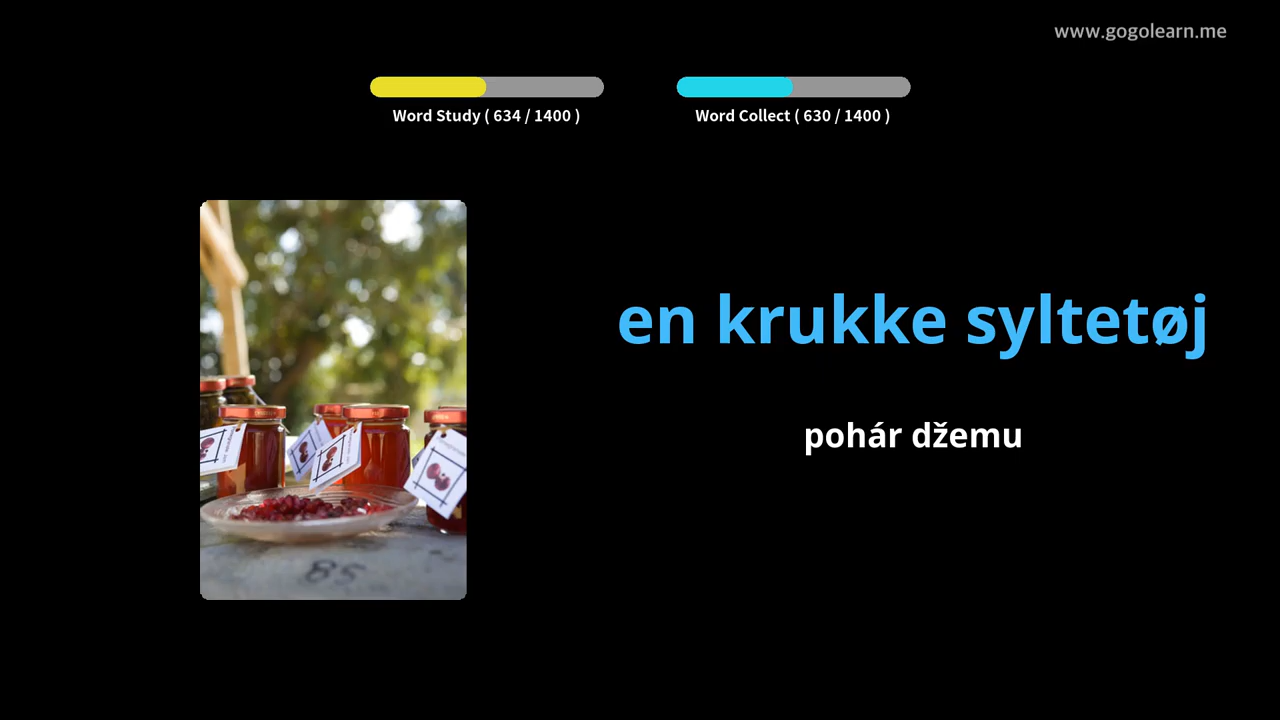 www.gogolearn.me
Word Study ( 634 / 1400 )
Word Collect ( 630 / 1400 )
en krukke syltetøj
pohár džemu
85